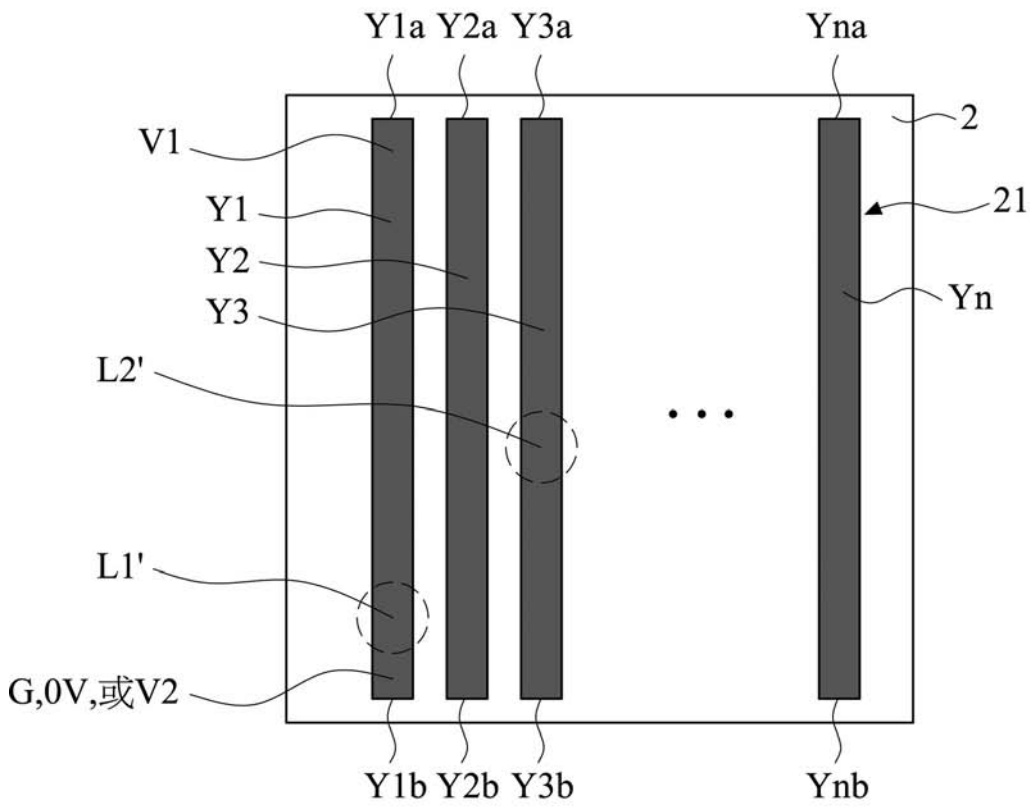 Y1a Y2a Y3a Yna
2
V1
21
Y1
Y2
Yn
Y3
L2'
L1'
G,0V,或V2
Y1b Y2b Y3b Ynb